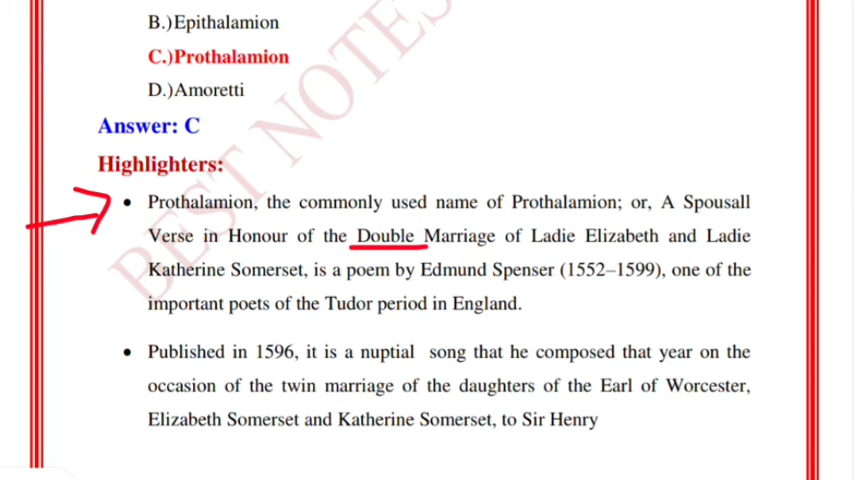 B.)Epithalamion
C.)Prothalamion
D.)Amoretti
Answer: C
Highlighters:
• Prothalamion, the commonly used name of Prothalamion; or, A Spousall
Verse in Honour of the Double Marriage of Ladie Elizabeth and Ladie
Katherine Somerset, is a poem by Edmund Spenser (1552–1599), one of the
important poets of the Tudor period in England.
• Published in 1596, it is a nuptial song that he composed that year on the
occasion of the twin marriage of the daughters of the Earl of Worcester,
Elizabeth Somerset and Katherine Somerset, to Sir Henry
BEST NOTES